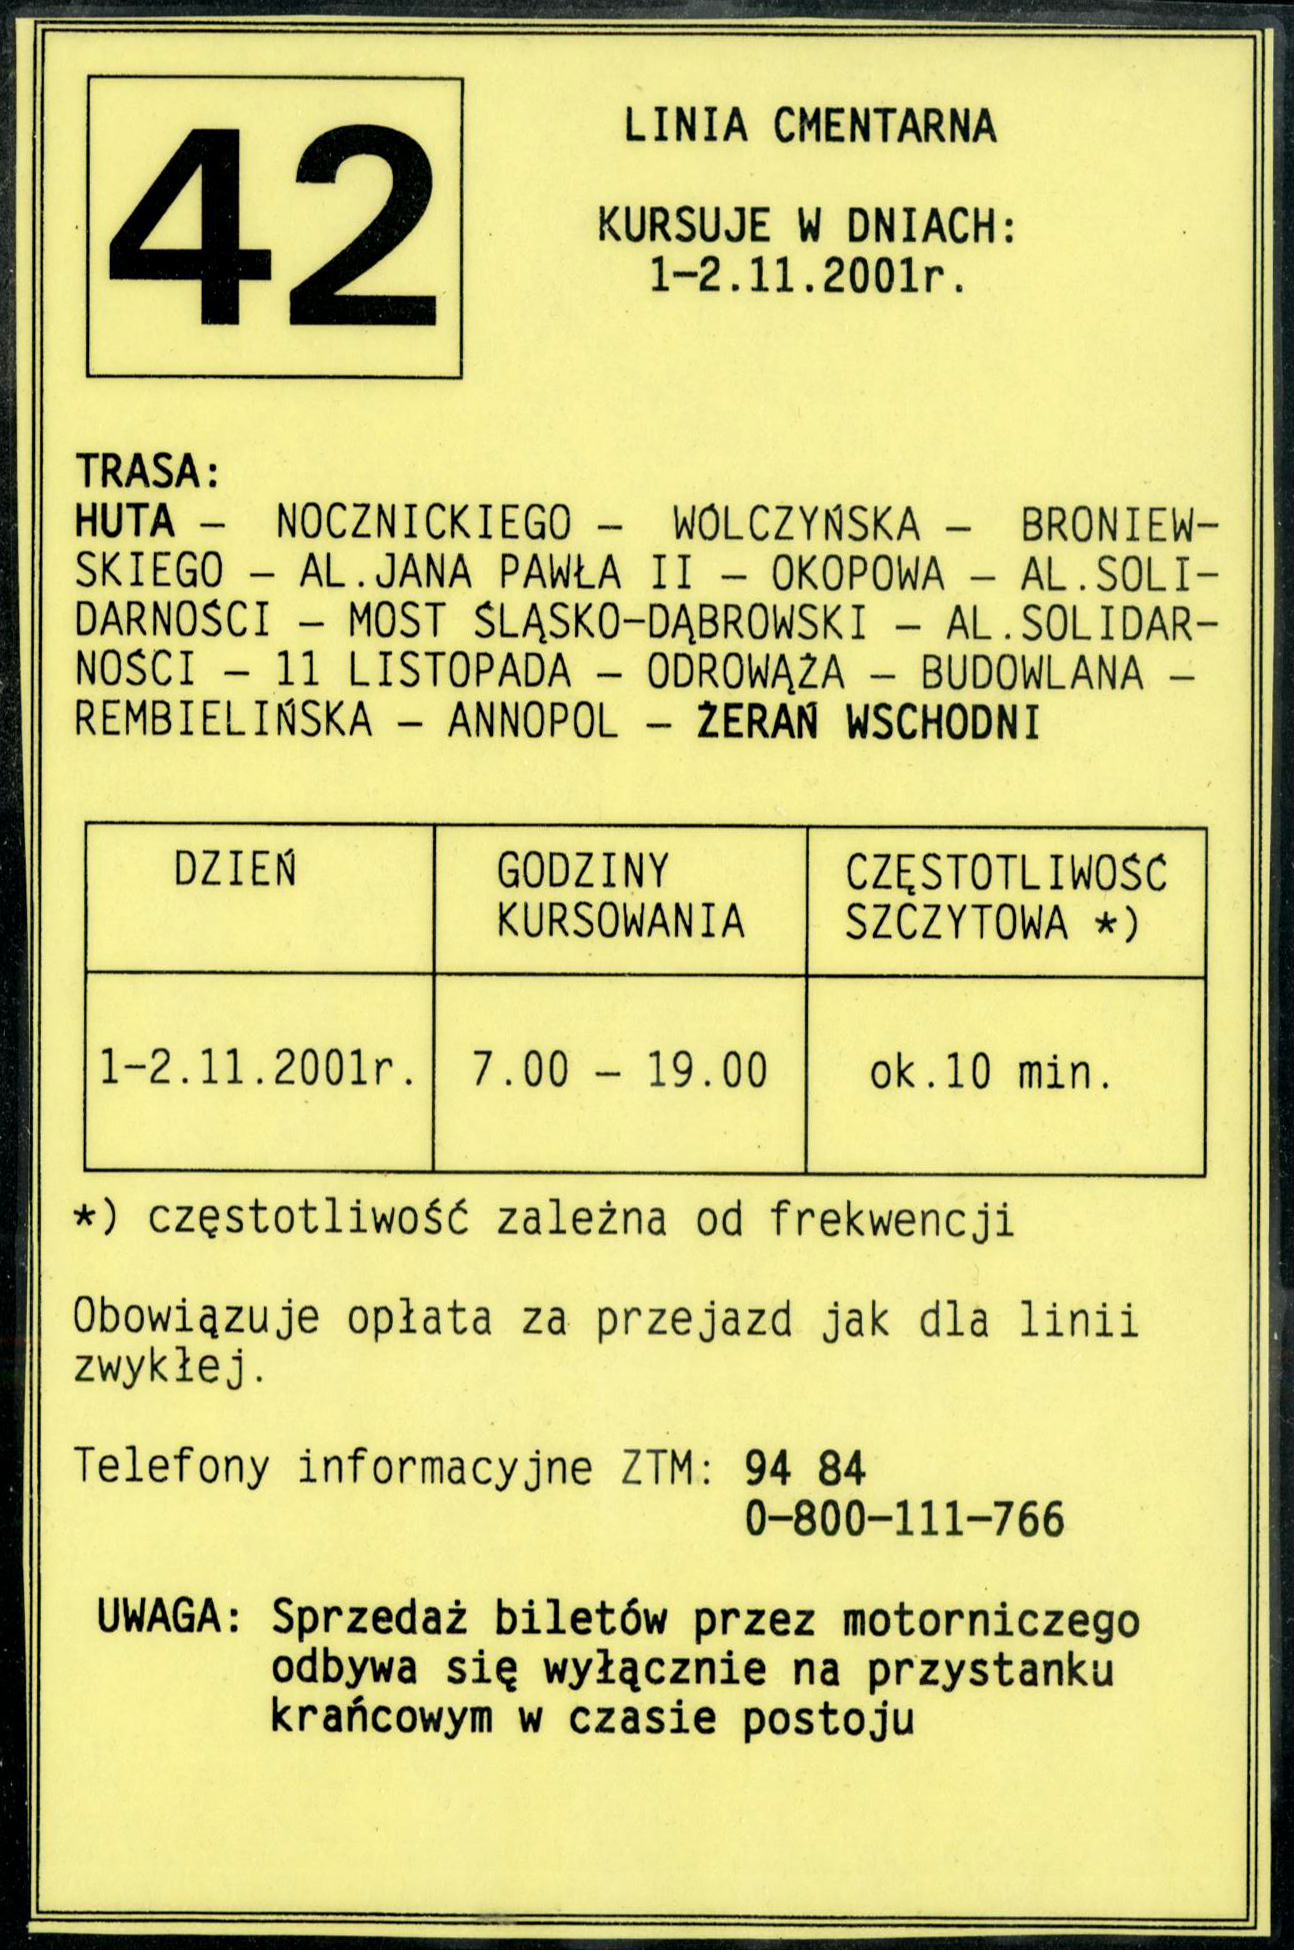 42
LINIA CMENTARNA
KURSUJE W DNIACH:
1-2.11.2001r.
TRASA:
HUTA - NOCZNICKIEGO - WÓLCZYŃSKA - BRONIEW-
SKIEGO - AL.JANA PAWŁA II - OKOPOWA - AL.SOLI-
DARNOŚCI - MOST ŚLĄSKO-DĄBROWSKI - AL.SOLIDAR-
NOŚCI - 11 LISTOPADA - ODROWĄŻA - BUDOWLANA -
REMBIELIŃSKA - ANNOPOL - ŻERAŃ WSCHODNI
DZIEŃ GODZINY KURSOWANIA CZĘSTOTLIWOŚĆ SZCZYTOWA *)
1-2.11.2001r. 7.00 - 19.00 ok.10 min.
*) częstotliwość zależna od frekwencji
Obowiązuje opłata za przejazd jak dla linii
zwykłej.
Telefony informacyjne ZTM: 94 84
0-800-111-766
UWAGA: Sprzedaż biletów przez motorniczego
odbywa się wyłącznie na przystanku
krańcowym w czasie postoju